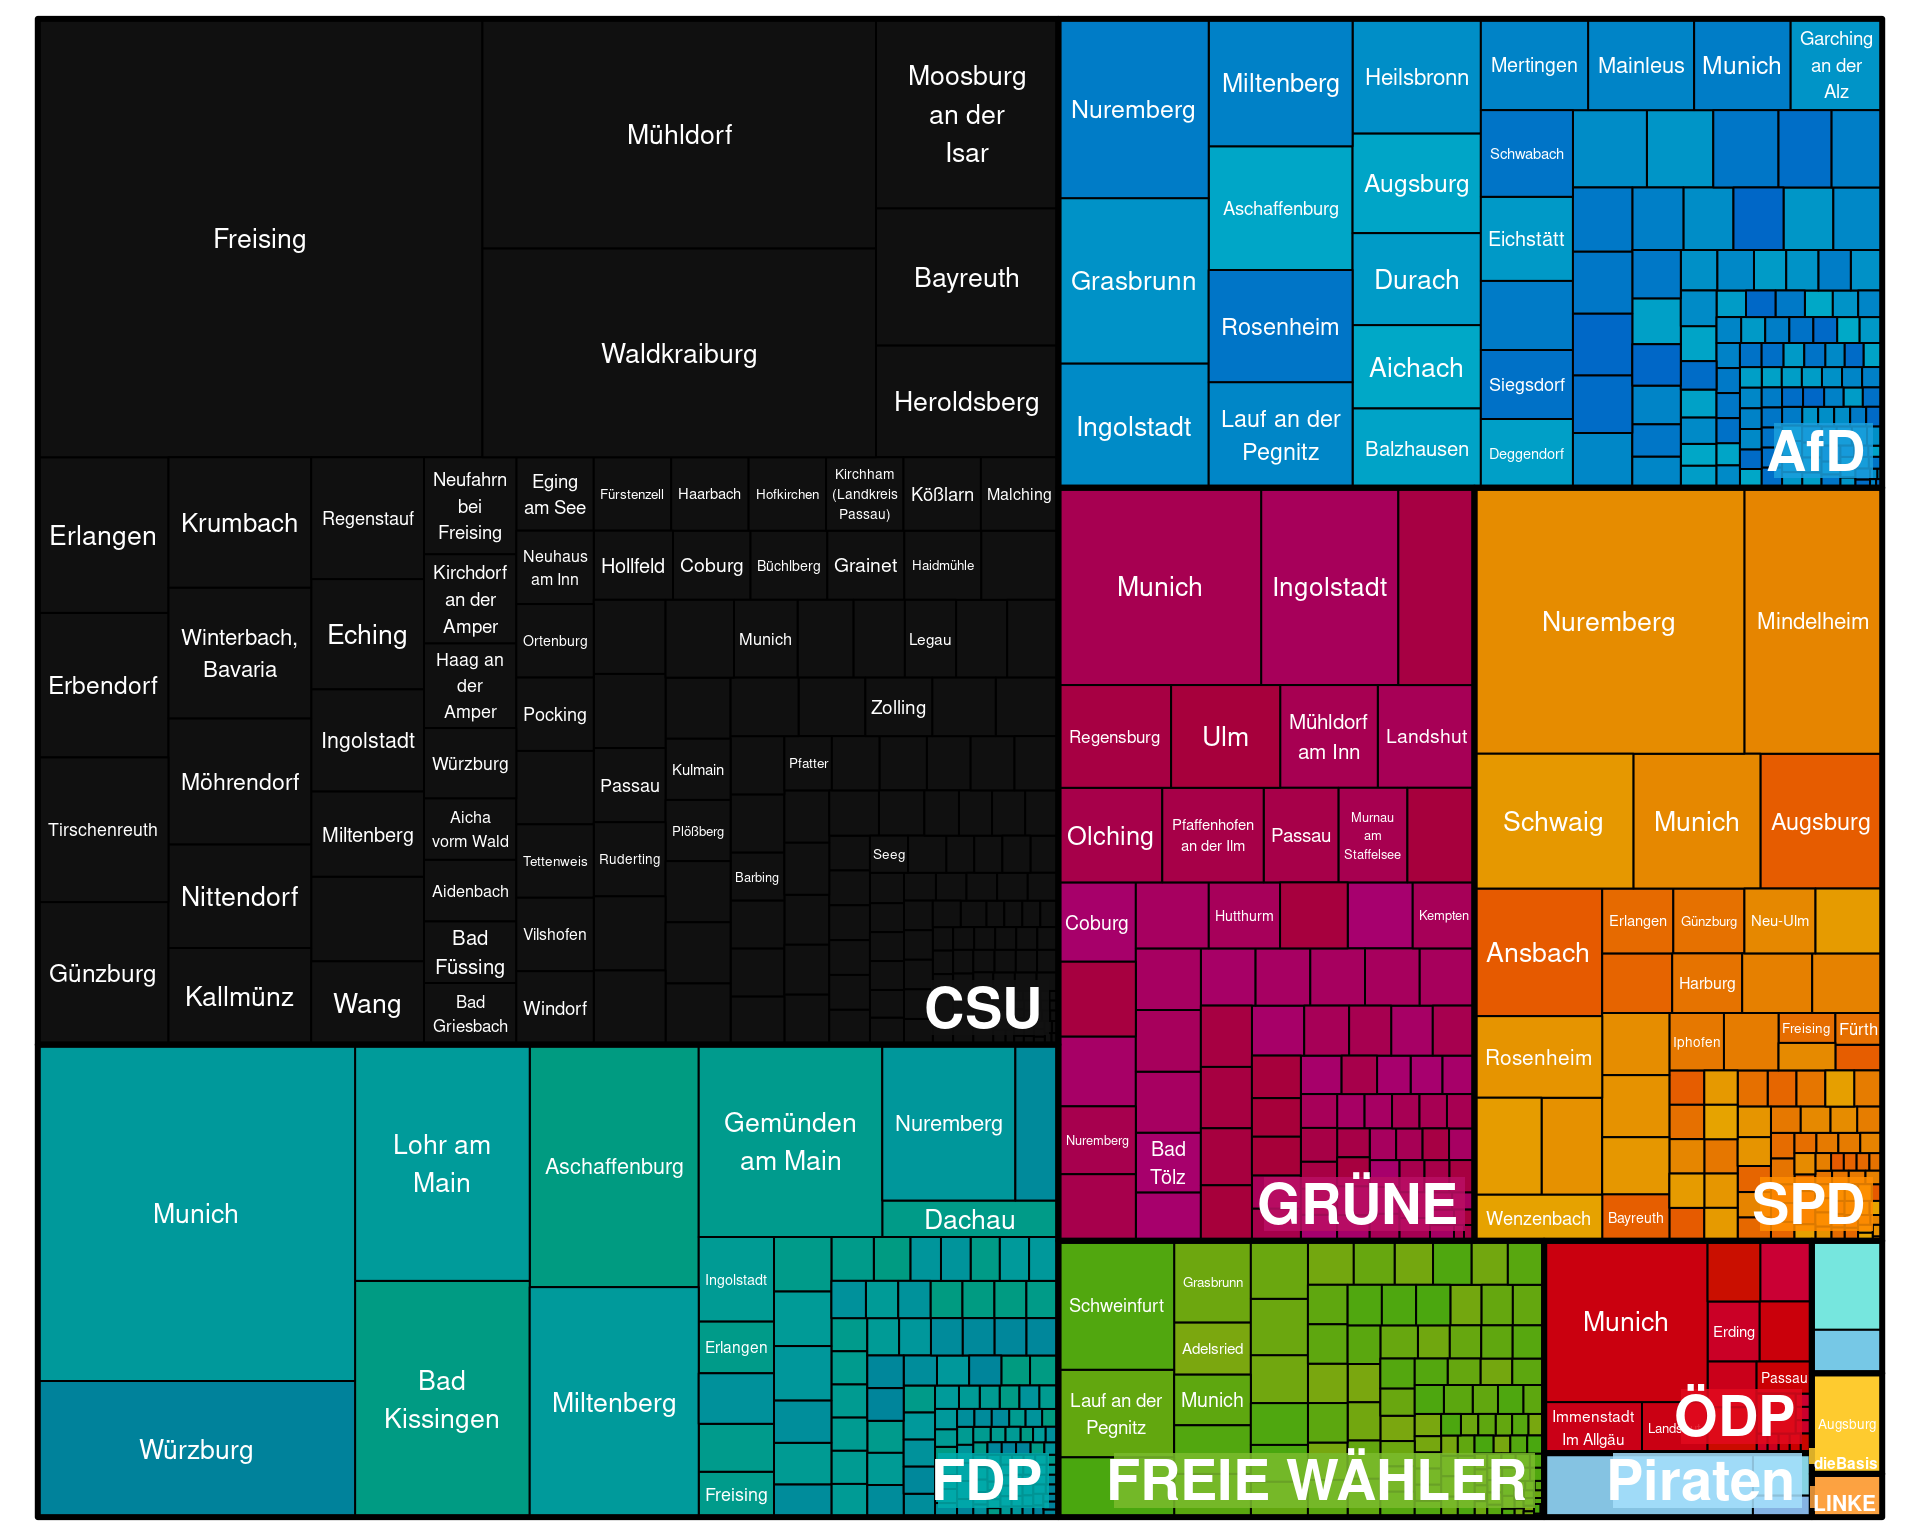 Freising
Mühldorf
Waldkraiburg
Moosburg
an der
Isar
Bayreuth
Heroldsberg
Erlangen
Erbendorf
Tirschenreuth
Günzburg
Krumbach
Winterbach,
Bavaria
Möhrendorf
Nittendorf
Kallmünz
Regenstauf
Eching
Ingolstadt
Miltenberg
Wang
Neufahrn
bei
Freising
Kirchdorf
an der
Amper
Haag an
der
Amper
Würzburg
Aicha
vorm Wald
Aidenbach
Bad
Füssing
Bad
Griesbach
Eging
am See
Neuhaus
am Inn
Ortenburg
Pocking
Tettenweis
Vilshofen
Windorf
Fürstenzell
Haarbach
Hofkirchen
Kirchham
(Landkreis
Passau)
Kößlarn
Malching
Hollfeld
Coburg
Büchlberg
Grainet
Haidmühle
Munich
Legau
Zolling
Passau
Ruderting
Kulmain
Plößberg
Pfatter
Barbing
Seeg
CSU
Munich
Würzburg
Lohr am
Main
Bad
Kissingen
Aschaffenburg
Miltenberg
Gemünden
am Main
Nuremberg
Dachau
Ingolstadt
Erlangen
Freising
FDP
Nuremberg
Grasbrunn
Ingolstadt
Miltenberg
Aschaffenburg
Rosenheim
Lauf an der
Pegnitz
Heilsbronn
Augsburg
Durach
Aichach
Balzhausen
Mertingen
Mainleus
Munich
Garching
an der
Alz
Schwabach
Eichstätt
Siegsdorf
Deggendorf
AfD
Munich
Ingolstadt
Regensburg
Ulm
Mühldorf
am Inn
Landshut
Olching
Pfaffenhofen
an der Ilm
Passau
Murnau
am
Staffelsee
Coburg
Hutthurm
Kempten
Nuremberg
Bad
Tölz
GRÜNE
Nuremberg
Mindelheim
Schwaig
Munich
Augsburg
Ansbach
Rosenheim
Wenzenbach
Erlangen
Günzburg
Neu-Ulm
Harburg
Iphofen
Freising
Fürth
Bayreuth
SPD
Schweinfurt
Lauf an der
Pegnitz
Grasbrunn
Adelsried
Munich
FREIE WÄHLER
Munich
Erding
Passau
Immenstadt
Im Allgäu
ÖDP
Piraten
Augsburg
dieBasis
LINKE